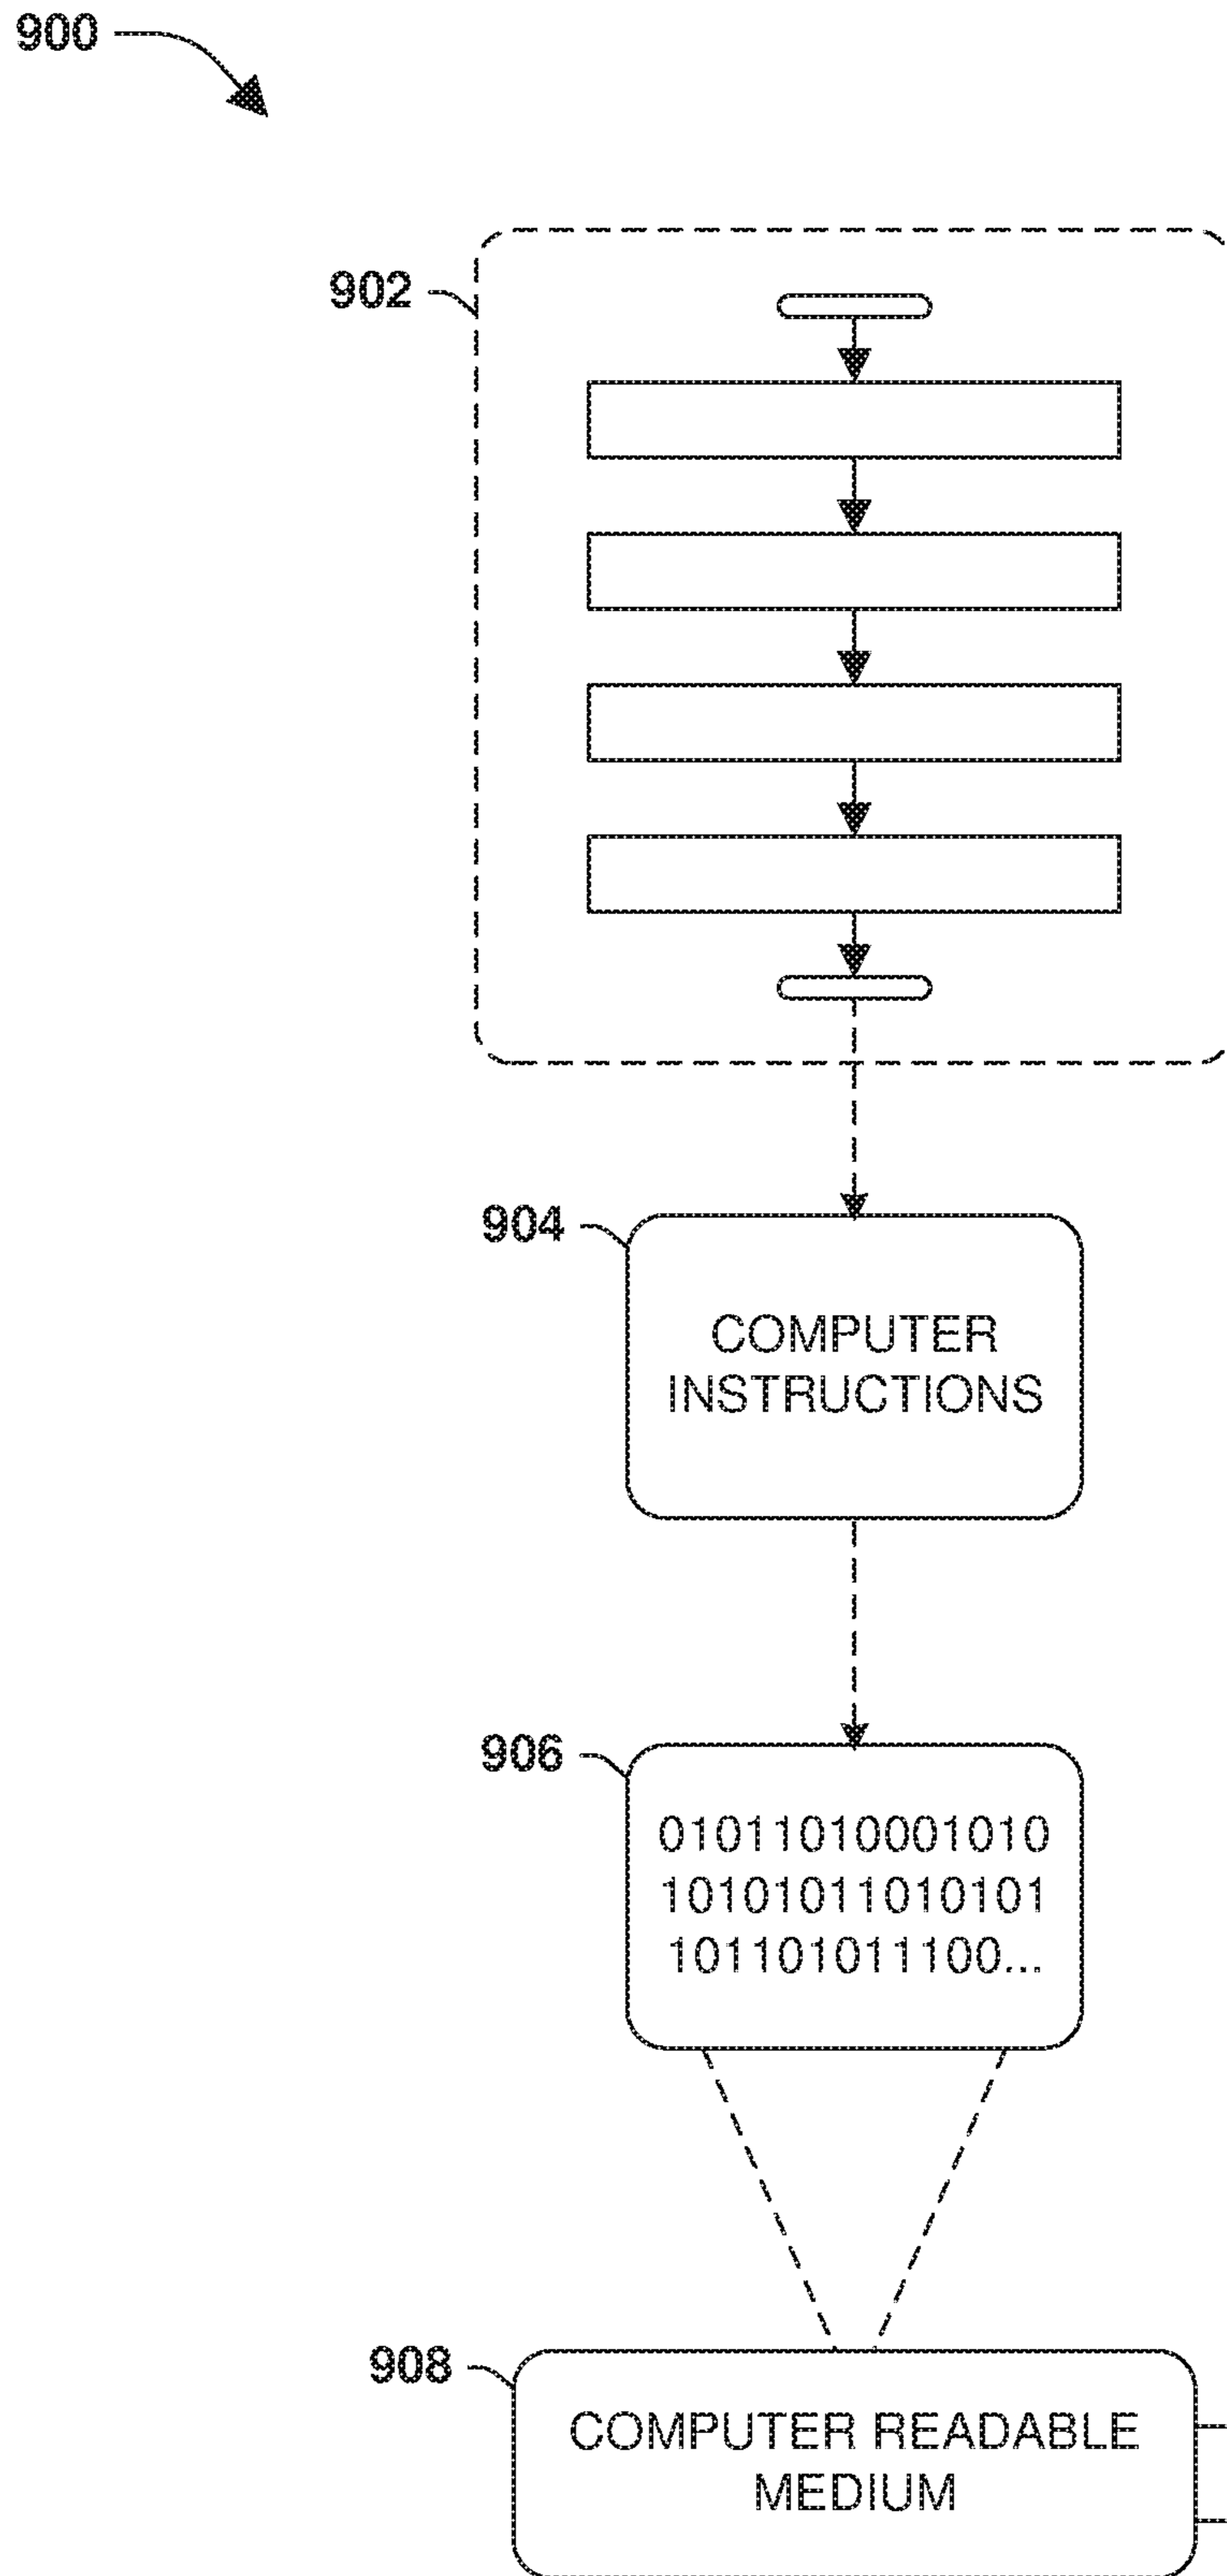 900
902
904
COMPUTER
INSTRUCTIONS
906
01011010001010
10101011010101
101101011100...
908
COMPUTER READABLE
MEDIUM